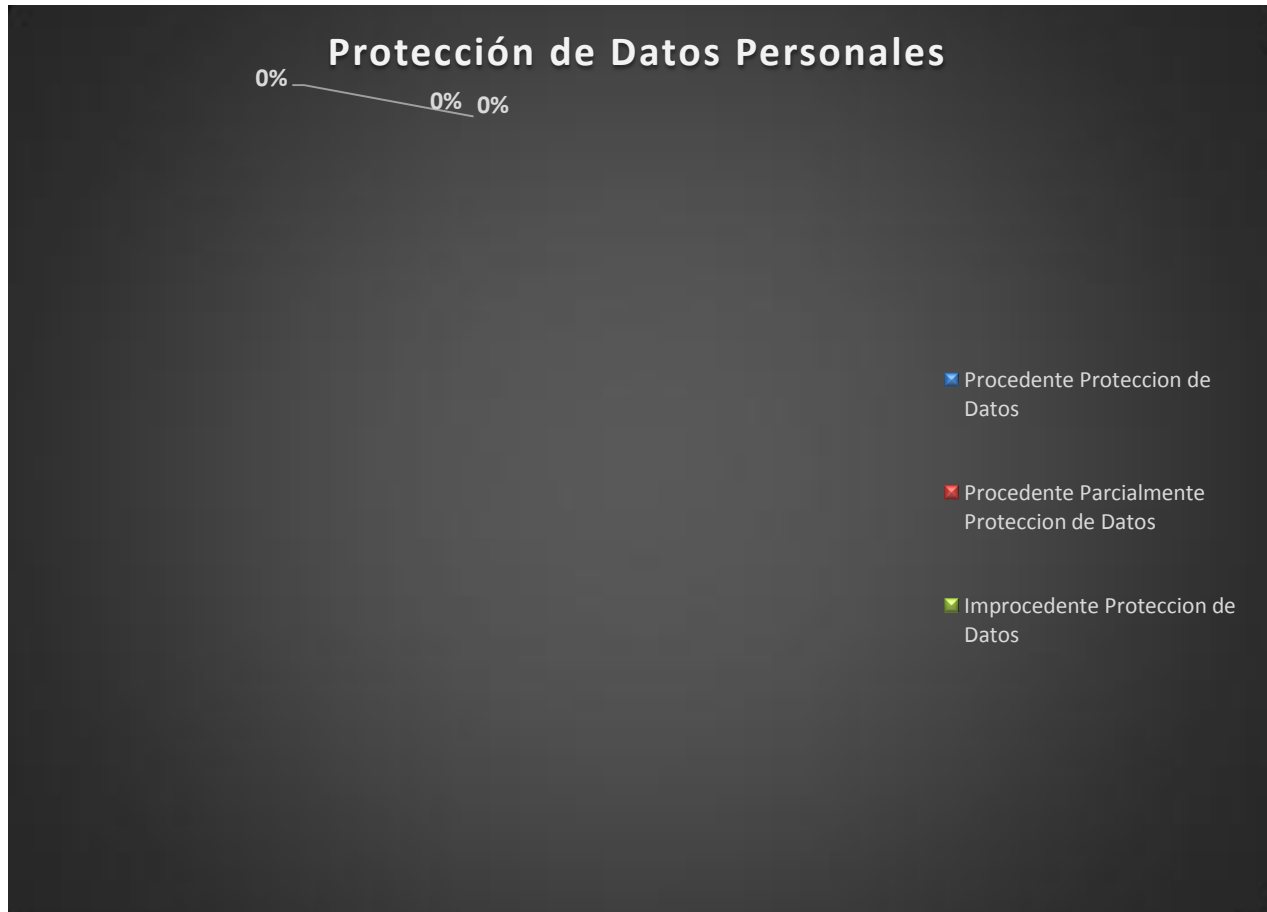 Protección de Datos Personales
0%
0% 0%
Procedente Proteccion de
Datos
Procedente Parcialmente
Proteccion de Datos
Improcedente Proteccion de
Datos